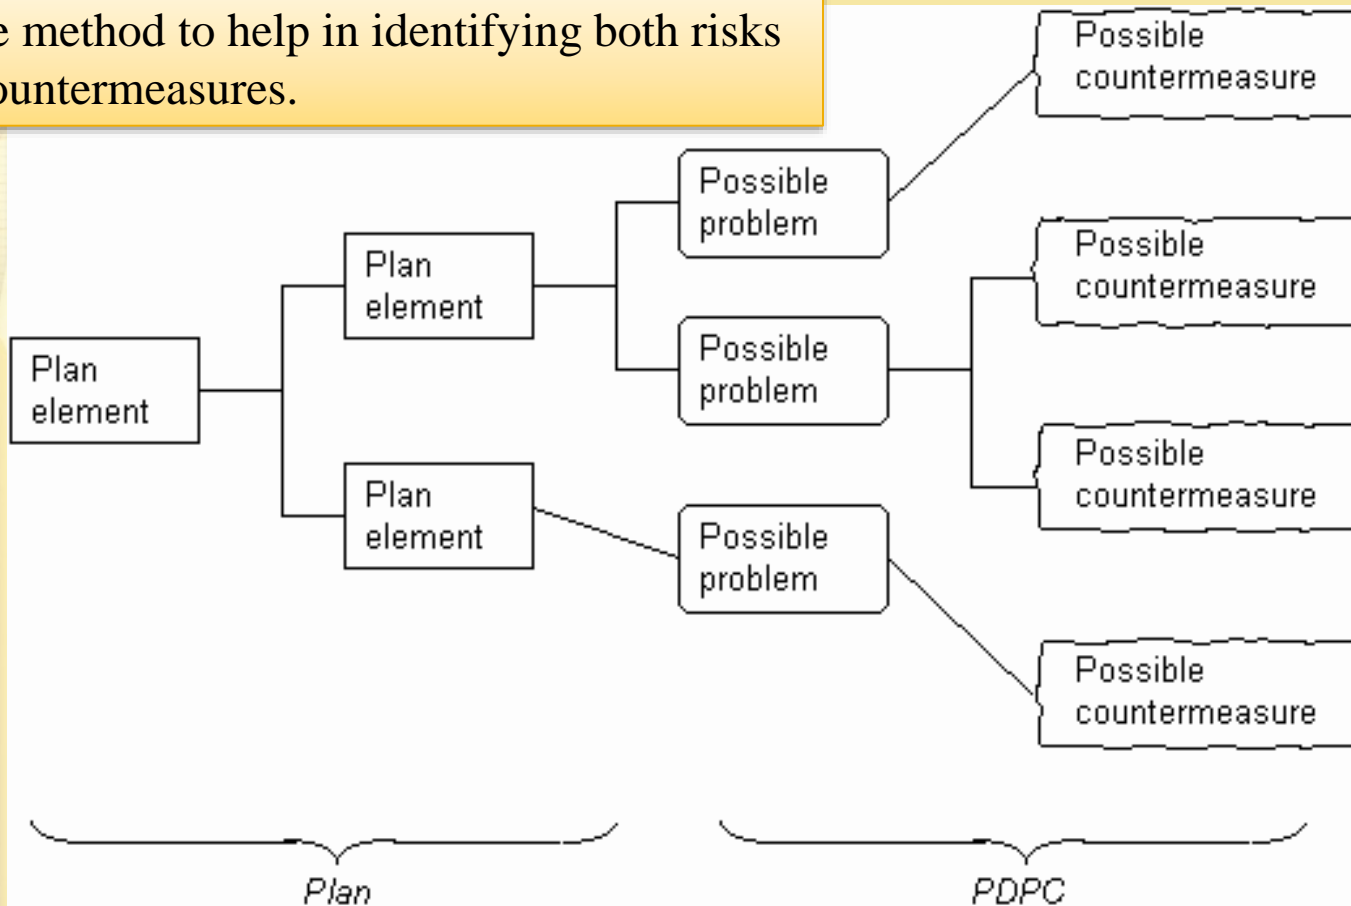 e method to help in identifying both risks
ountermeasures.
Possible
countermeasure
Possible
problem
Possible
countermeasure
Plan
element
Possible
problem
Plan
element
Possible
countermeasure
Plan
element
Possible
problem
Possible
countermeasure
Plan
PDPC